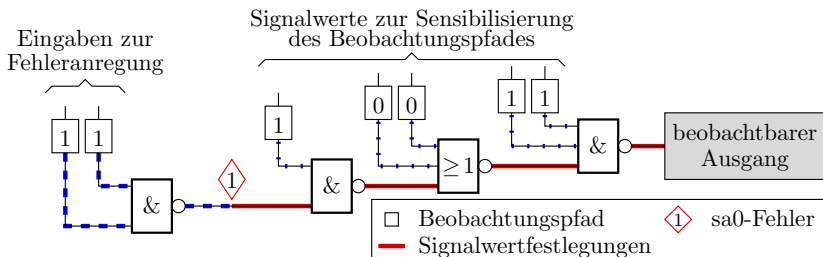 Signalwerte zur Sensibilisierung
des Beobachtungspfades
Eingaben zur
Fehleranregung
1 1
1
0 0
1 1
&
1
&
≥1
&
beobachtbarer
Ausgang
Beobachtungspfad
1 sa0-Fehler
Signalwertfestlegungen